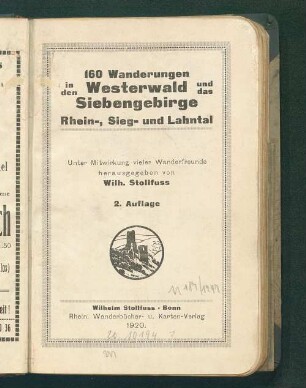 160 Wanderungen
in den Westerwald und das
Siebengebirge
Rhein-, Sieg- und Lahntal
Unter Mitwirkung vieler Wanderfreunde
herausgegeben von
Wilh. Stollfuss
2. Auflage
Wilhelm Stollfuss - Bonn
Rhein. Wanderbücher- u. Karten-Verlag
1920.